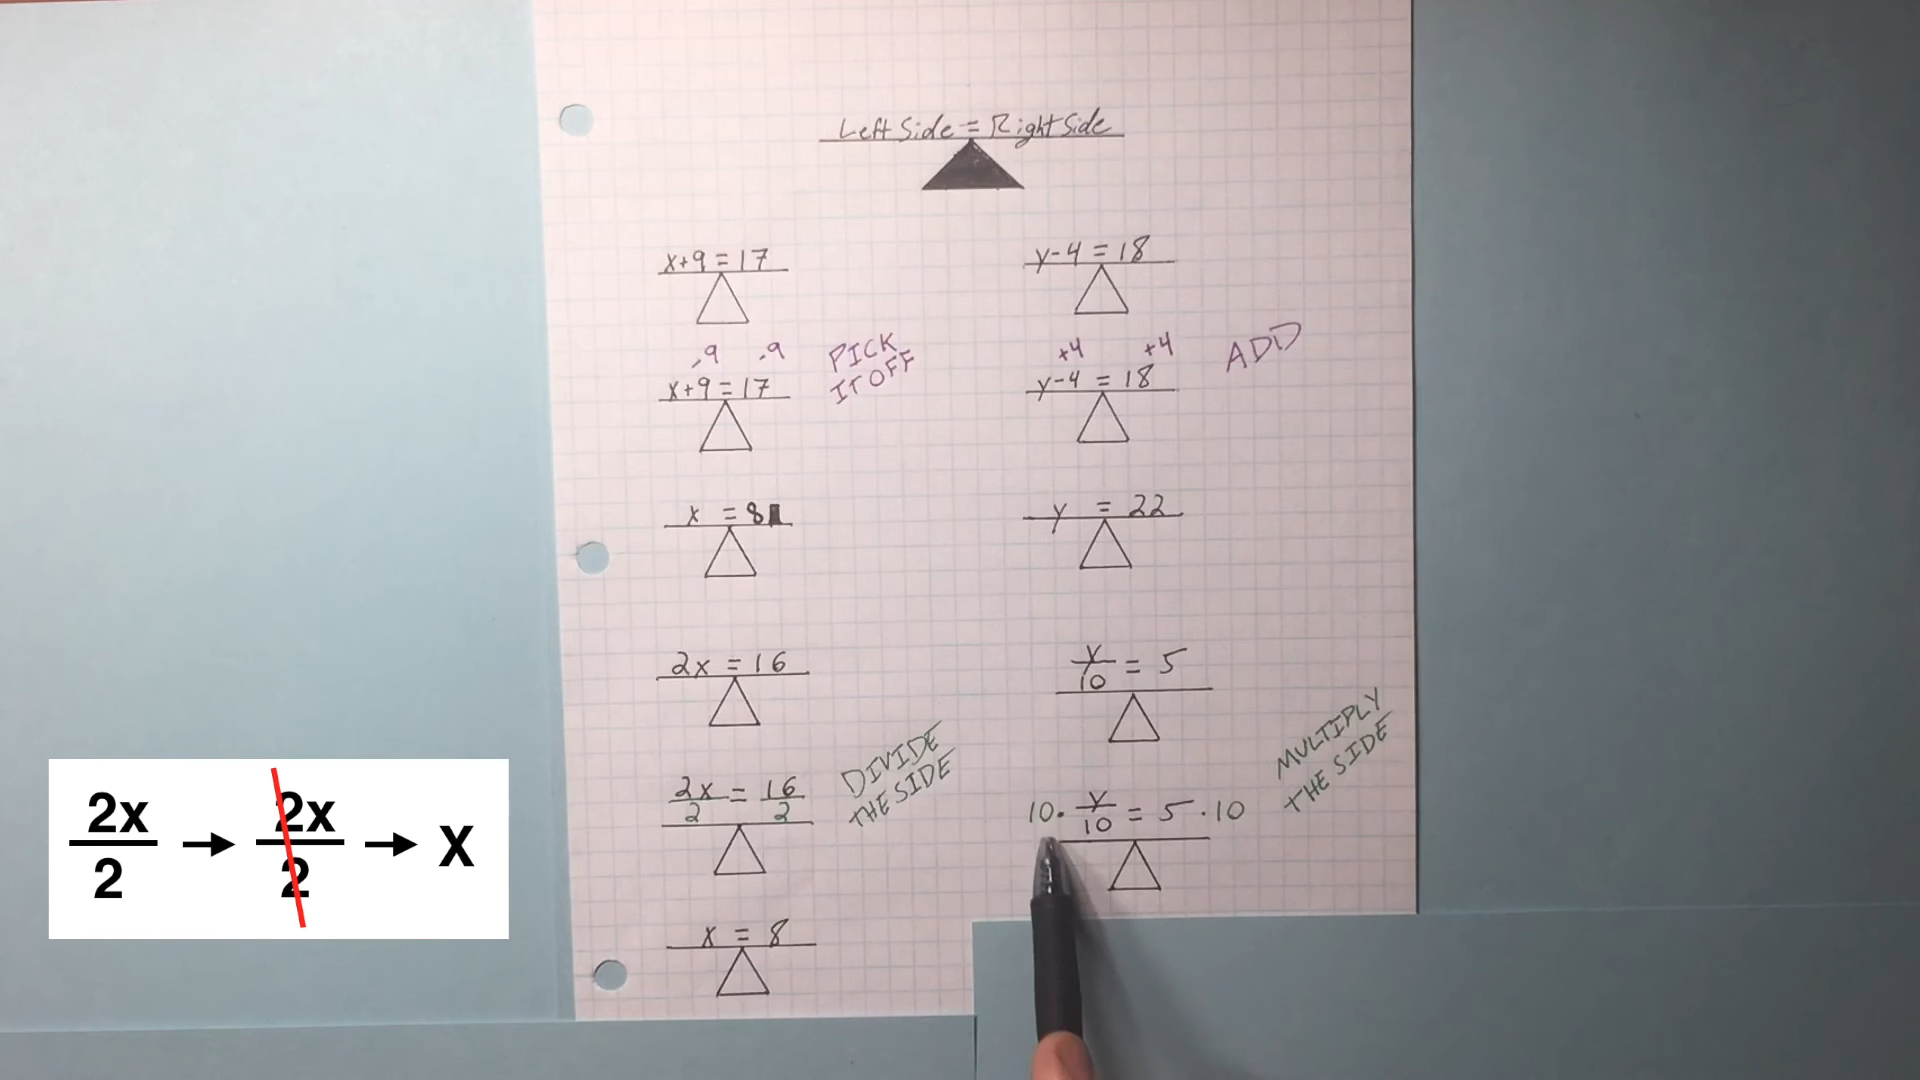 Left Side = Right Side
x+9=17
y-4=18
-9 -9
PICK
IT OFF
x+9=17
+4 +4
ADD
y-4=18
x =8
y =22
2x=16
y/10=5
DIVIDE
THE SIDE
2x/2=16/2
MULTIPLY
THE SIDE
10·y/10=5·10
x=8
2x/2→2x/2→X